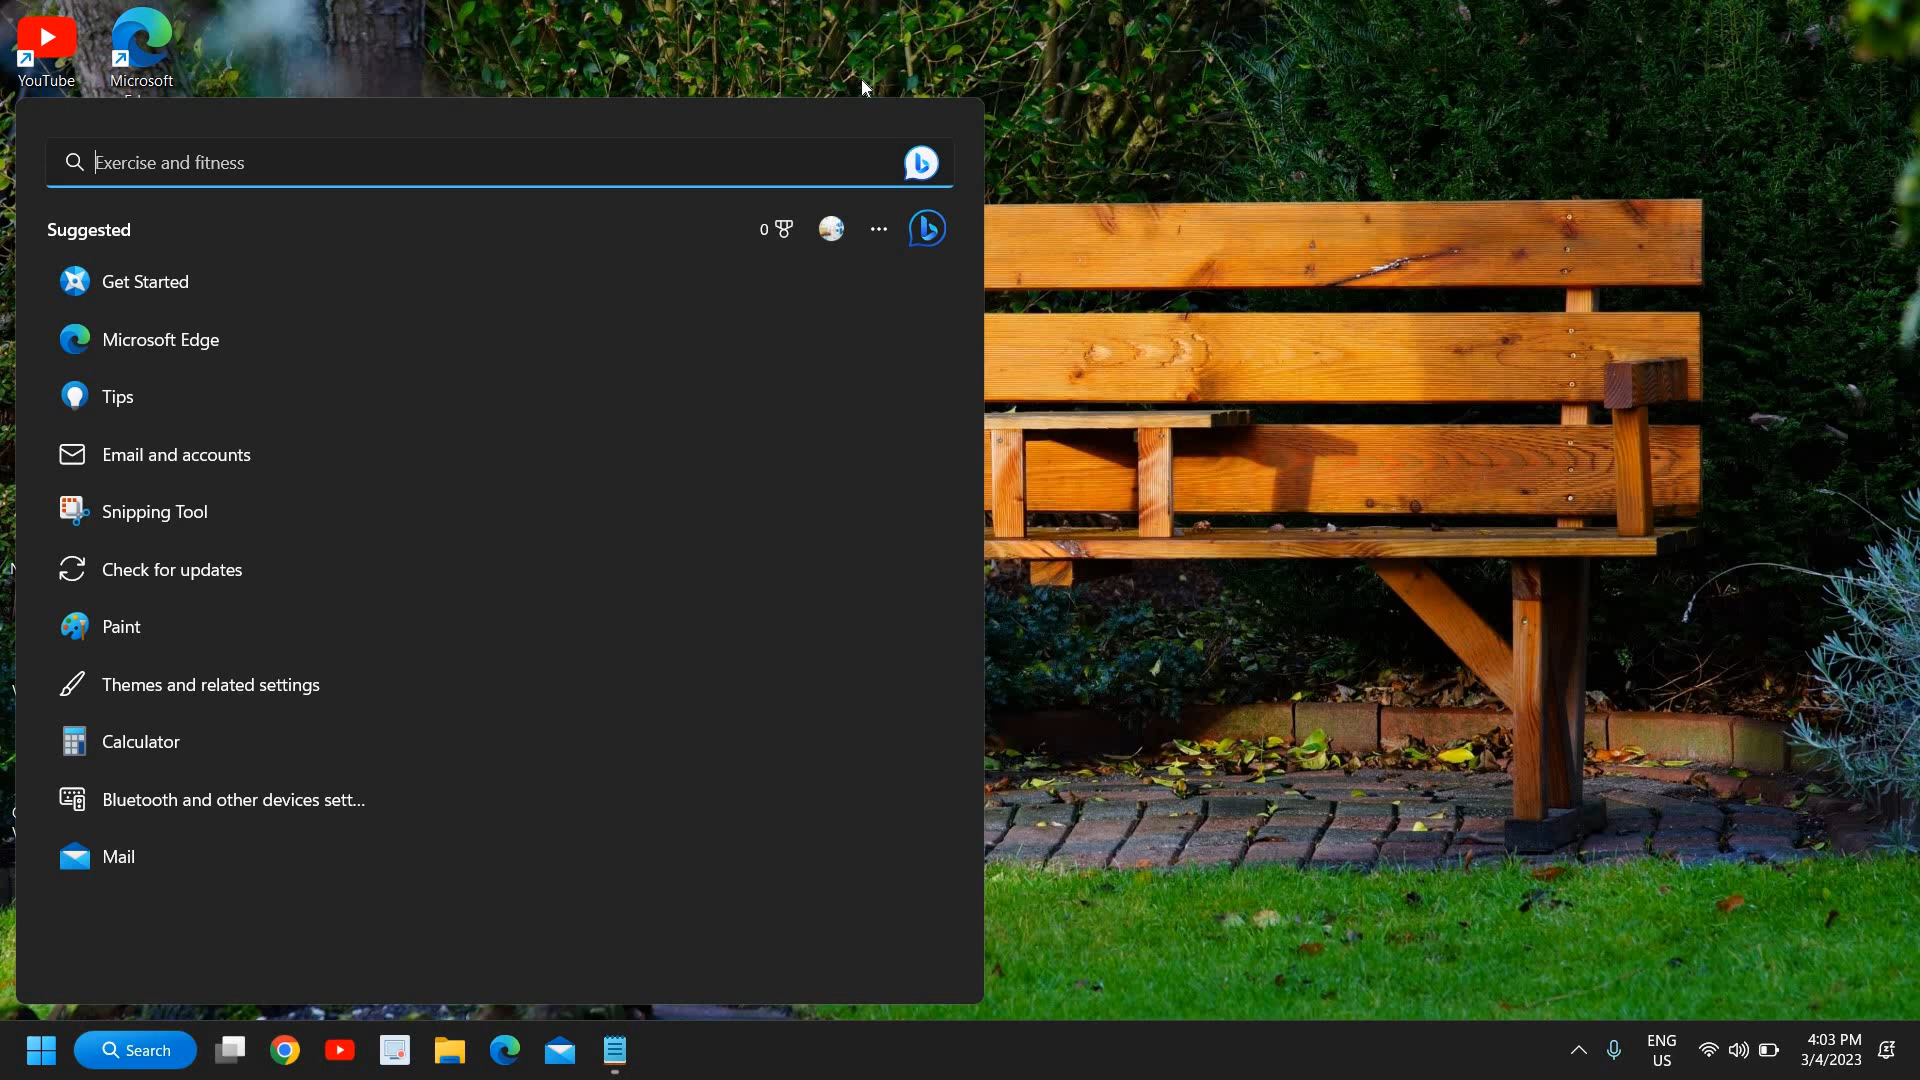 YouTube
Microsoft
Exercise and fitness
Suggested
0
Get Started
Microsoft Edge
Tips
Email and accounts
Snipping Tool
Check for updates
Paint
Themes and related settings
Calculator
Bluetooth and other devices sett...
Mail
Search
ENG
US
4:03 PM
3/4/2023